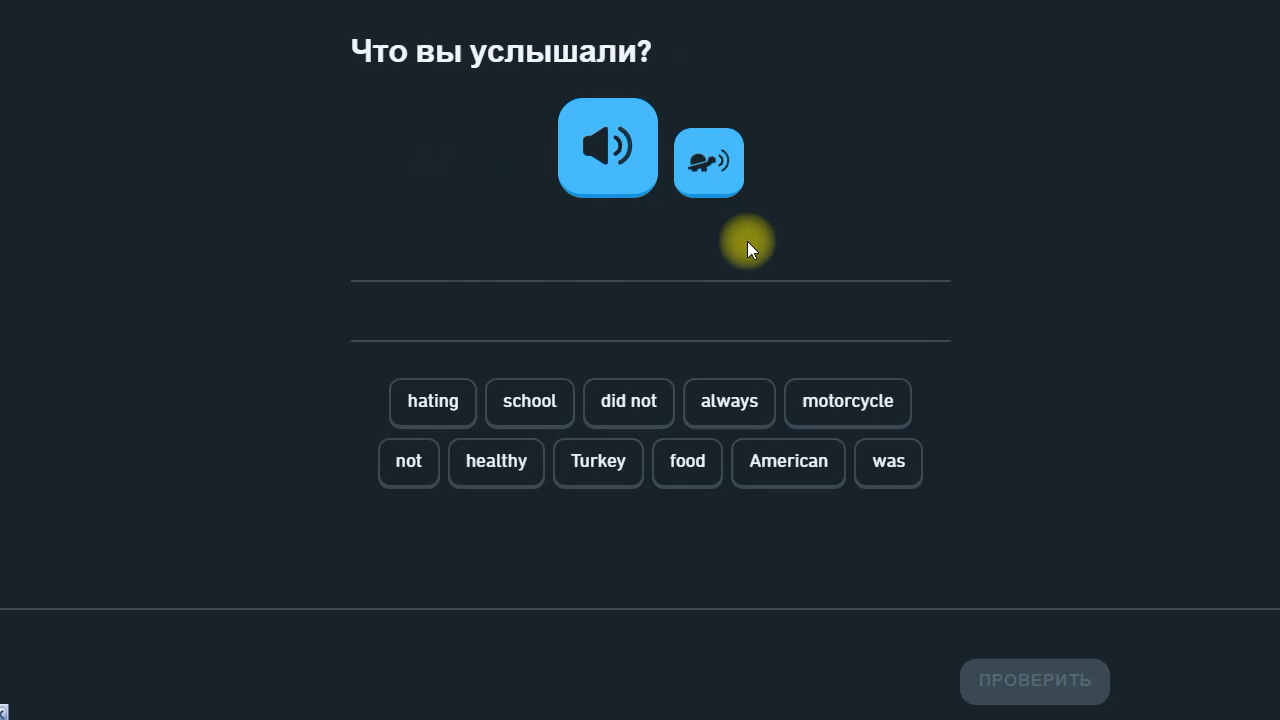 Что вы услышали?
hating school did not always motorcycle
not healthy Turkey food American was
ПРОВЕРИТЬ